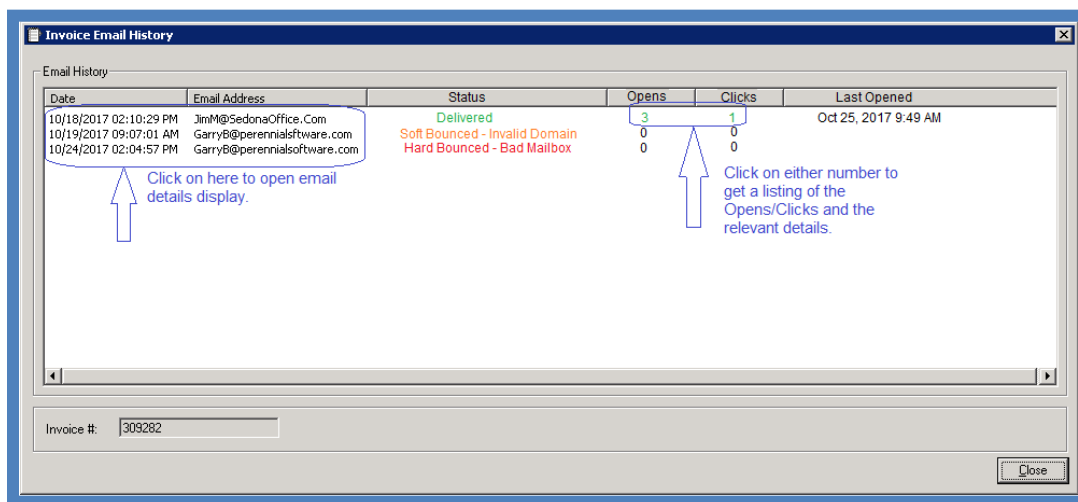 Invoice Email History
Email History
Date Email Address Status Opens Clicks Last Opened
10/18/2017 02:10:29 PM JimM@SedonaOffice.Com Delivered 3 1 Oct 25, 2017 9:49 AM
10/19/2017 09:07:01 AM GarryB@perennialsftware.com Soft Bounced - Invalid Domain 0 0
10/24/2017 02:04:57 PM GarryB@perennialsoftware.com Hard Bounced - Bad Mailbox 0 0
Click on here to open email
details display.
Click on either number to
get a listing of the
Opens/Clicks and the
relevant details.
Invoice #: 309282
Close